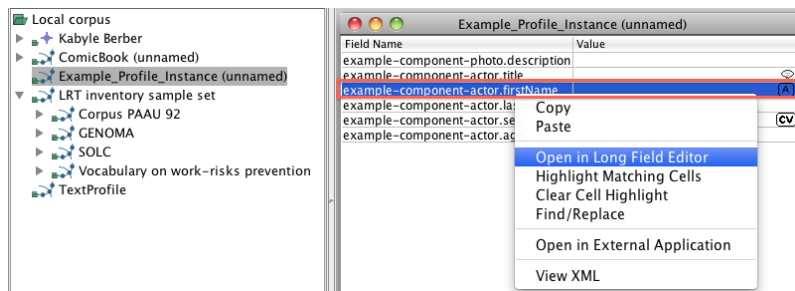 Local corpus
Kabyle Berber
ComicBook (unnamed)
Example_Profile_Instance (unnamed)
LRT inventory sample set
Corpus PAAU 92
GENOMA
SOLC
Vocabulary on work-risks prevention
TextProfile
Example_Profile_Instance (unnamed)
Field Name Value
example-component-photo.description
example-component-actor.title
example-component-actor.firstName A
example-component-actor.la
example-component-actor.se CV
example-component-actor.ag
Copy
Paste
Open in Long Field Editor
Highlight Matching Cells
Clear Cell Highlight
Find/Replace
Open in External Application
View XML